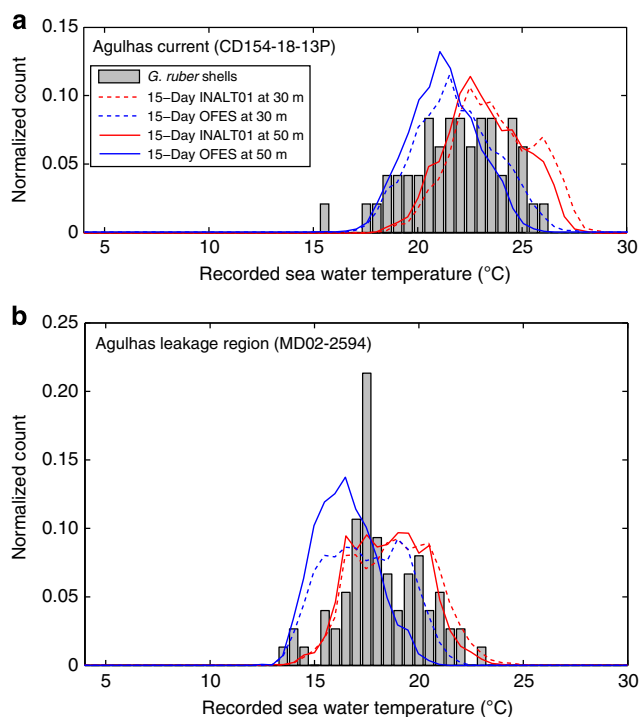 a
Agulhas current (CD154-18-13P)
G. ruber shells
15–Day INALT01 at 30 m
15–Day OFES at 30 m
15–Day INALT01 at 50 m
15–Day OFES at 50 m
Normalized count
0.15
0.10
0.05
0
5 10 15 20 25 30
Recorded sea water temperature (°C)
b
Agulhas leakage region (MD02-2594)
Normalized count
0.25
0.20
0.15
0.10
0.05
0
5 10 15 20 25 30
Recorded sea water temperature (°C)